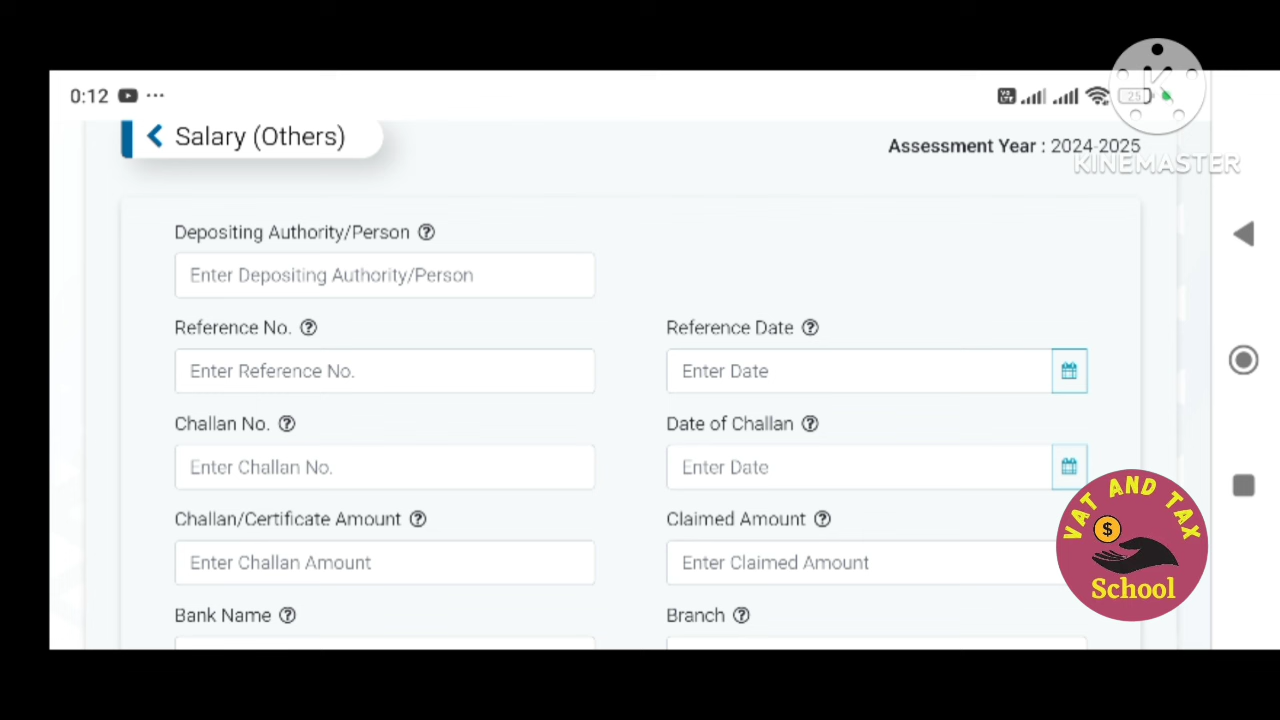 0:12
25
Salary (Others)
Assessment Year : 2024-2025
KINEMASTER
Depositing Authority/Person
Enter Depositing Authority/Person
Reference No.
Reference Date
Enter Reference No.
Enter Date
Challan No.
Date of Challan
Enter Challan No.
Enter Date
Challan/Certificate Amount
Claimed Amount
Enter Challan Amount
Enter Claimed Amount
VAT AND TAX
$
School
Bank Name
Branch